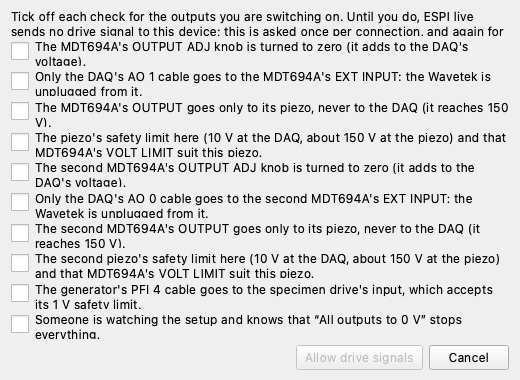 Tick off each check for the outputs you are switching on. Until you do, ESPI live
sends no drive signal to this device: this is asked once per connection, and again for
The MDT694A's OUTPUT ADJ knob is turned to zero (it adds to the DAQ's
voltage).
Only the DAQ's AO 1 cable goes to the MDT694A's EXT INPUT: the Wavetek is
unplugged from it.
The MDT694A's OUTPUT goes only to its piezo, never to the DAQ (it reaches 150
V).
The piezo's safety limit here (10 V at the DAQ, about 150 V at the piezo) and that
MDT694A's VOLT LIMIT suit this piezo.
The second MDT694A's OUTPUT ADJ knob is turned to zero (it adds to the
DAQ's voltage).
Only the DAQ's AO 0 cable goes to the second MDT694A's EXT INPUT: the
Wavetek is unplugged from it.
The second MDT694A's OUTPUT goes only to its piezo, never to the DAQ (it
reaches 150 V).
The second piezo's safety limit here (10 V at the DAQ, about 150 V at the piezo)
and that MDT694A's VOLT LIMIT suit this piezo.
The generator's PFI 4 cable goes to the specimen drive's input, which accepts
its 1 V safety limit.
Someone is watching the setup and knows that “All outputs to 0 V” stops
everything.
Allow drive signals
Cancel